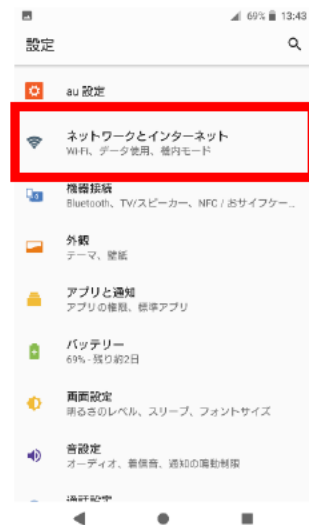 69% 13:43
設定
au 設定
ネットワークとインターネット
Wi-Fi、データ使用、機内モード
機器接続
Bluetooth、TV/スピーカー、NFC / おサイフケー...
外観
テーマ、壁紙
アプリと通知
アプリの権限、標準アプリ
バッテリー
69% - 残り約2日
画面設定
明るさのレベル、スリープ、フォントサイズ
音設定
オーディオ、着信音、通知の鳴動制限
通話設定